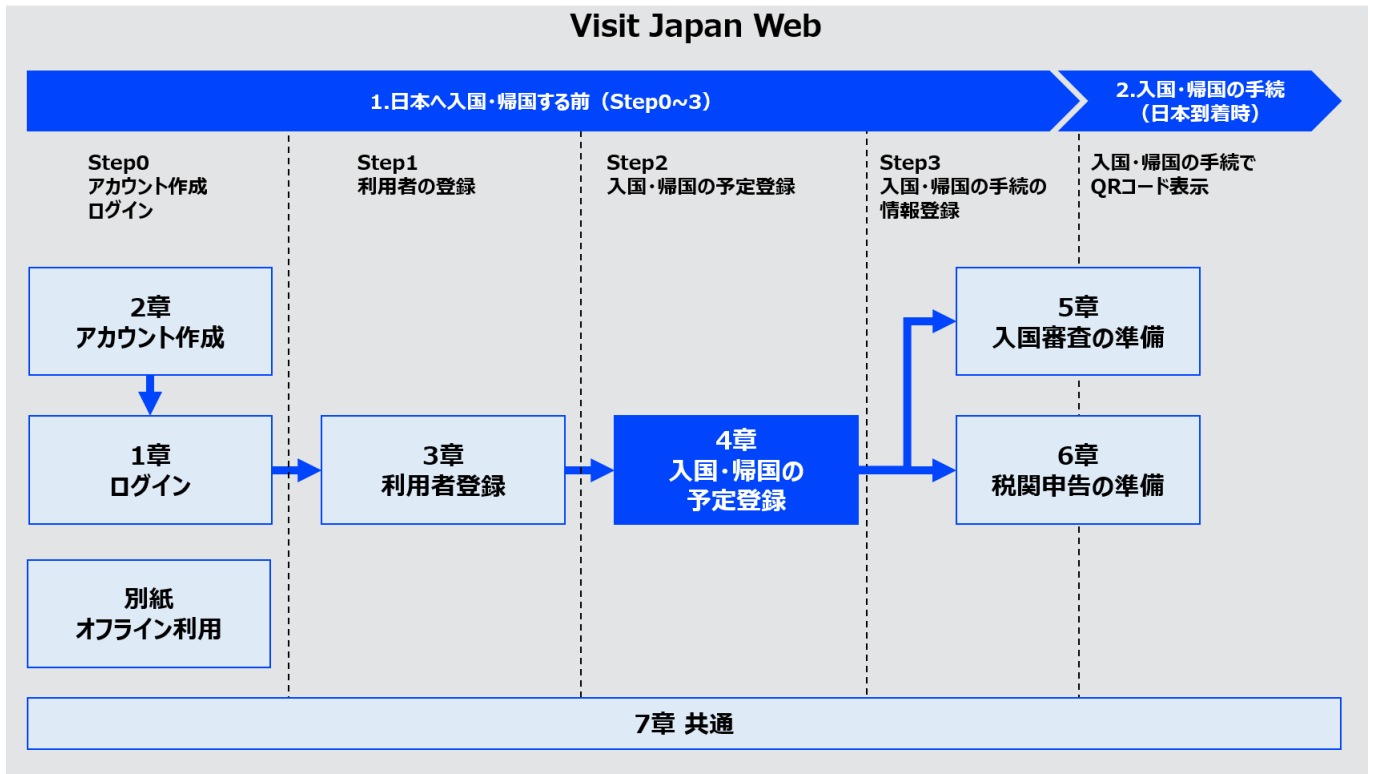 Visit Japan Web
1.日本へ入国・帰国する前（Step0~3）
2.入国・帰国の手続
（日本到着時）
Step0
アカウント作成
ログイン
Step1
利用者の登録
Step2
入国・帰国の予定登録
Step3
入国・帰国の手続の
情報登録
入国・帰国の手続で
QRコード表示
2章
アカウント作成
5章
入国審査の準備
1章
ログイン
3章
利用者登録
4章
入国・帰国の
予定登録
6章
税関申告の準備
別紙
オフライン利用
7章 共通